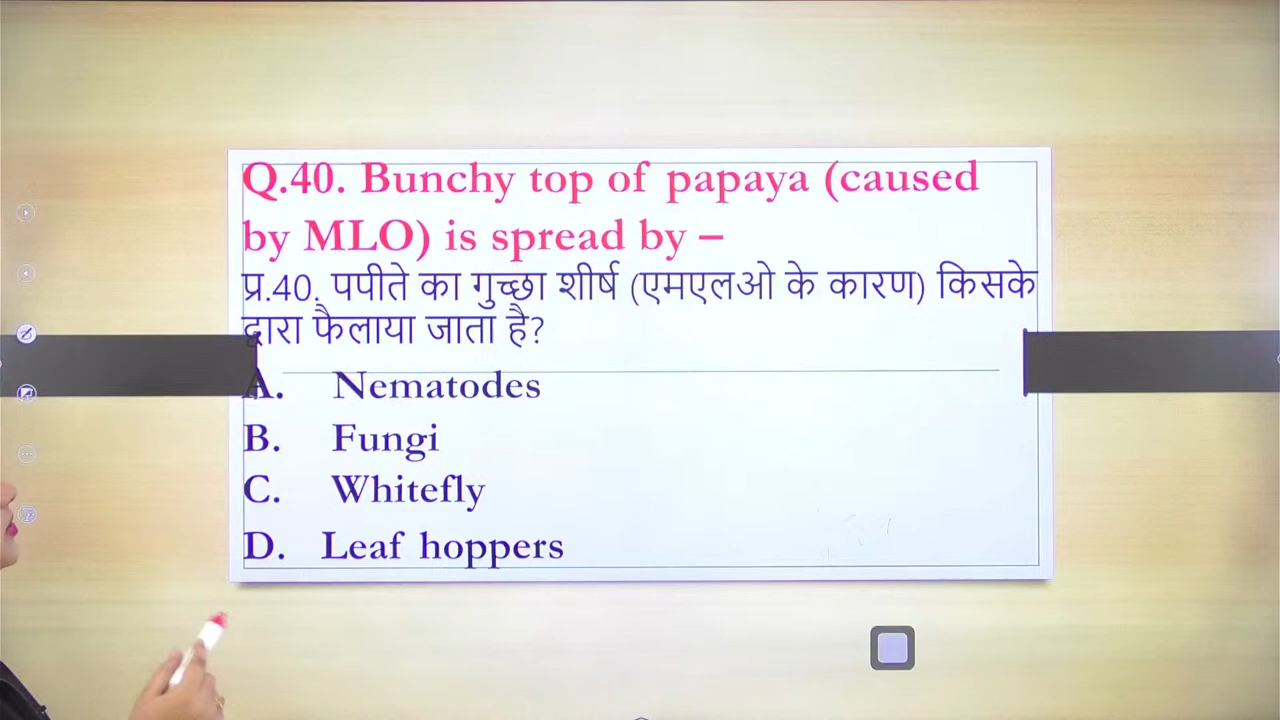 Q.40. Bunchy top of papaya (caused
by MLO) is spread by –
प्र.40. पपीते का गुच्छा शीर्ष (एमएलओ के कारण) किसके
द्वारा फैलाया जाता है?
A. Nematodes
B. Fungi
C. Whitefly
D. Leaf hoppers